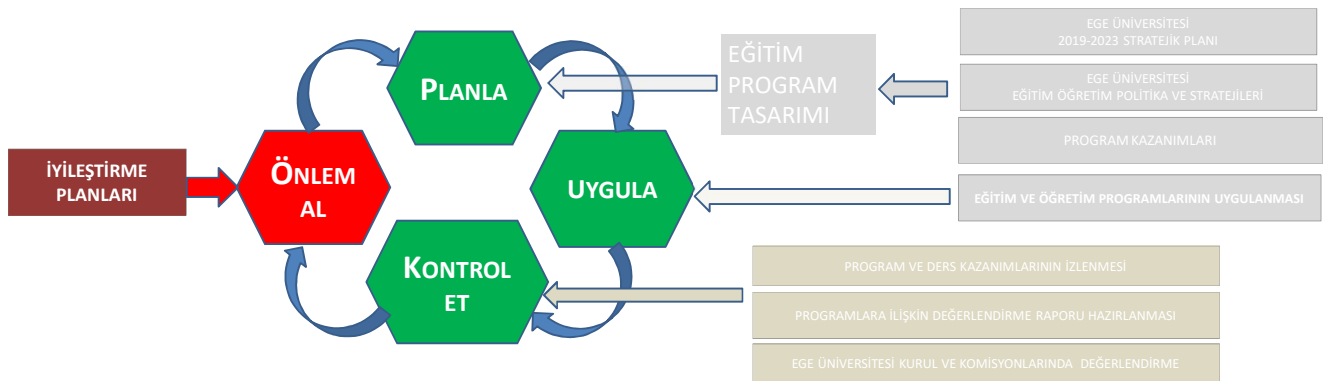 EGE ÜNİVERSİTESİ
2019-2023 STRATEJİK PLANI
PLANLA
EĞİTİM
PROGRAM
TASARIMI
EGE ÜNİVERSİTESİ
EĞİTİM ÖĞRETİM POLİTİKA VE STRATEJİLERİ
PROGRAM KAZANIMLARI
İYİLEŞTİRME
PLANLARI
ÖNLEM
AL
UYGULA
EĞİTİM VE ÖĞRETİM PROGRAMLARININ UYGULANMASI
KONTROL
ET
PROGRAM VE DERS KAZANIMLARININ İZLENMESİ
PROGRAMLARA İLİŞKİN DEĞERLENDİRME RAPORU HAZIRLANMASI
EGE ÜNİVERSİTESİ KURUL VE KOMİSYONLARINDA DEĞERLENDİRME